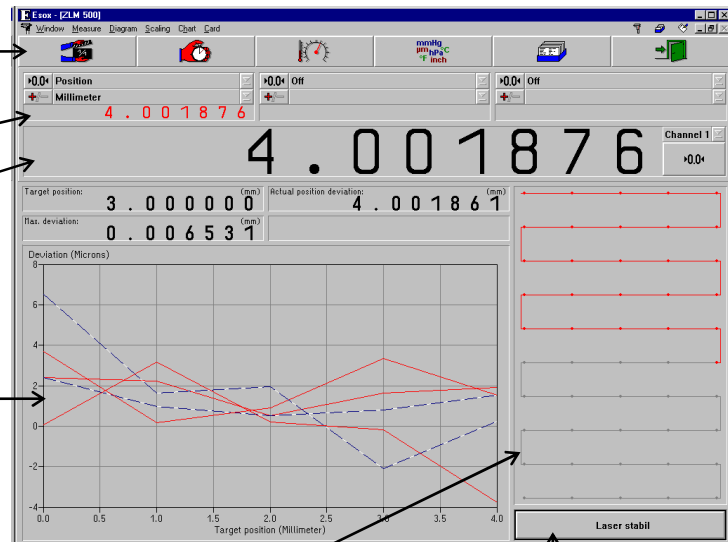 Esox - [ZLM 500]
Window Measure Diagram Scaling Chart Card
mmHg
µm hPa °C
°F inch
▸0.0◂ Position ▸0.0◂ Off ▸0.0◂ Off
Millimeter
4.001876
4.001876
Channel 1
▸0.0◂
Target position: (mm) 3.000000
Actual position deviation: (mm) 4.001861
Max. deviation: (mm) 0.006531
Deviation (Microns)
8
6
4
2
0
-2
-4
0.0 0.5 1.0 1.5 2.0 2.5 3.0 3.5 4.0
Target position (Millimeter)
Laser stabil